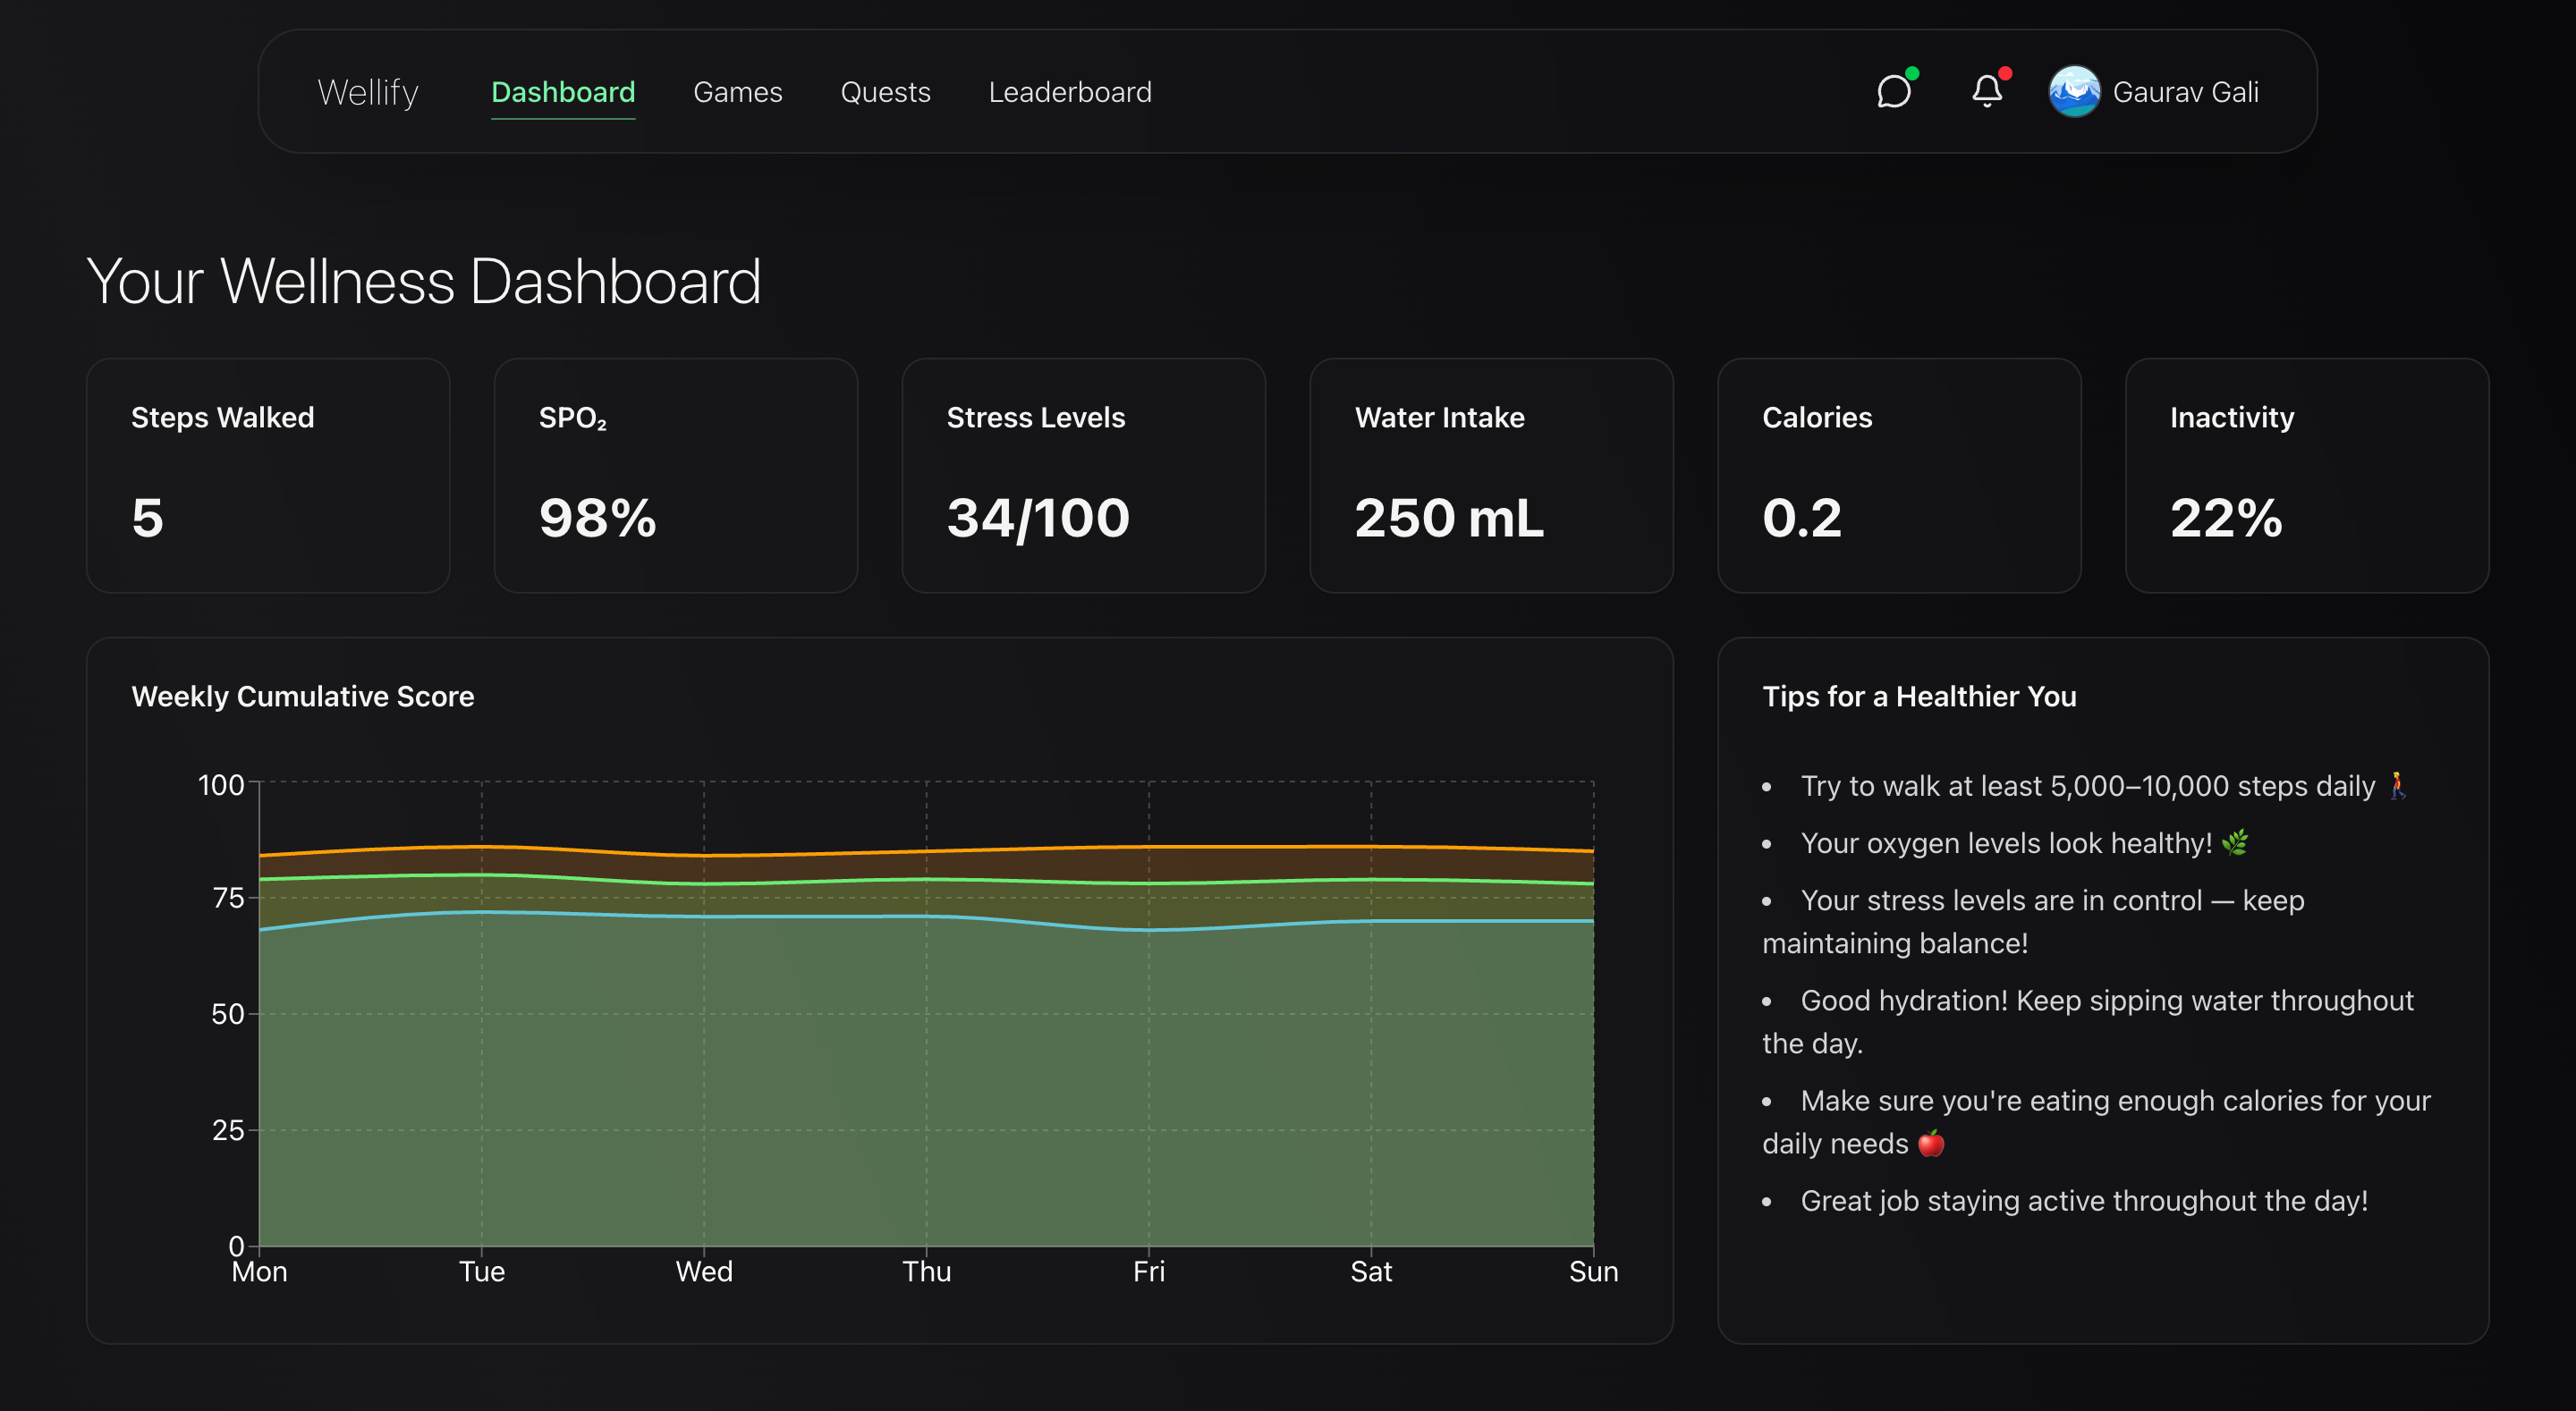 Wellify
Dashboard
Games
Quests
Leaderboard
Gaurav Gali
Your Wellness Dashboard
Steps Walked
5
SPO₂
98%
Stress Levels
34/100
Water Intake
250 mL
Calories
0.2
Inactivity
22%
Weekly Cumulative Score
100
75
50
25
0
Mon
Tue
Wed
Thu
Fri
Sat
Sun
Tips for a Healthier You
• Try to walk at least 5,000–10,000 steps daily 🚶
• Your oxygen levels look healthy! 🌿
• Your stress levels are in control — keep
maintaining balance!
• Good hydration! Keep sipping water throughout
the day.
• Make sure you're eating enough calories for your
daily needs 🍎
• Great job staying active throughout the day!